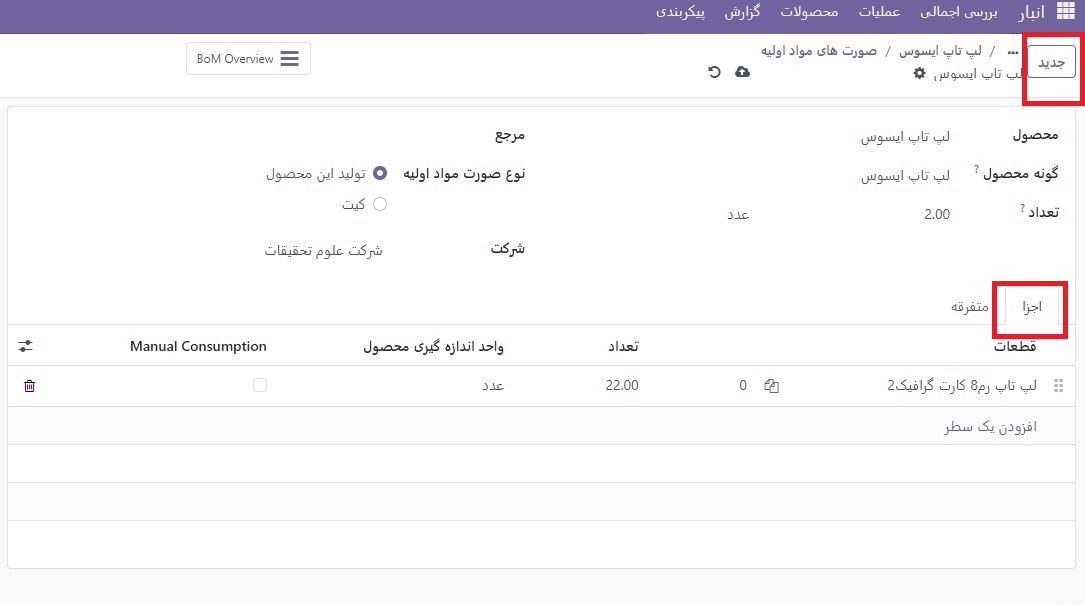 انبار بررسی اجمالی عملیات محصولات گزارش پیکربندی
جدید
... / لپ تاپ ایسوس / صورت های مواد اولیه
لپ تاپ ایسوس
BoM Overview
محصول لپ تاپ ایسوس
مرجع
گونه محصول ? لپ تاپ ایسوس
نوع صورت مواد اولیه تولید این محصول
کیت
تعداد ? 2.00 عدد
شرکت شرکت علوم تحقیقات
اجزا متفرقه
قطعات تعداد واحد اندازه گیری محصول Manual Consumption
لپ تاپ رم8 کارت گرافیک2 0 22.00 عدد
افزودن یک سطر